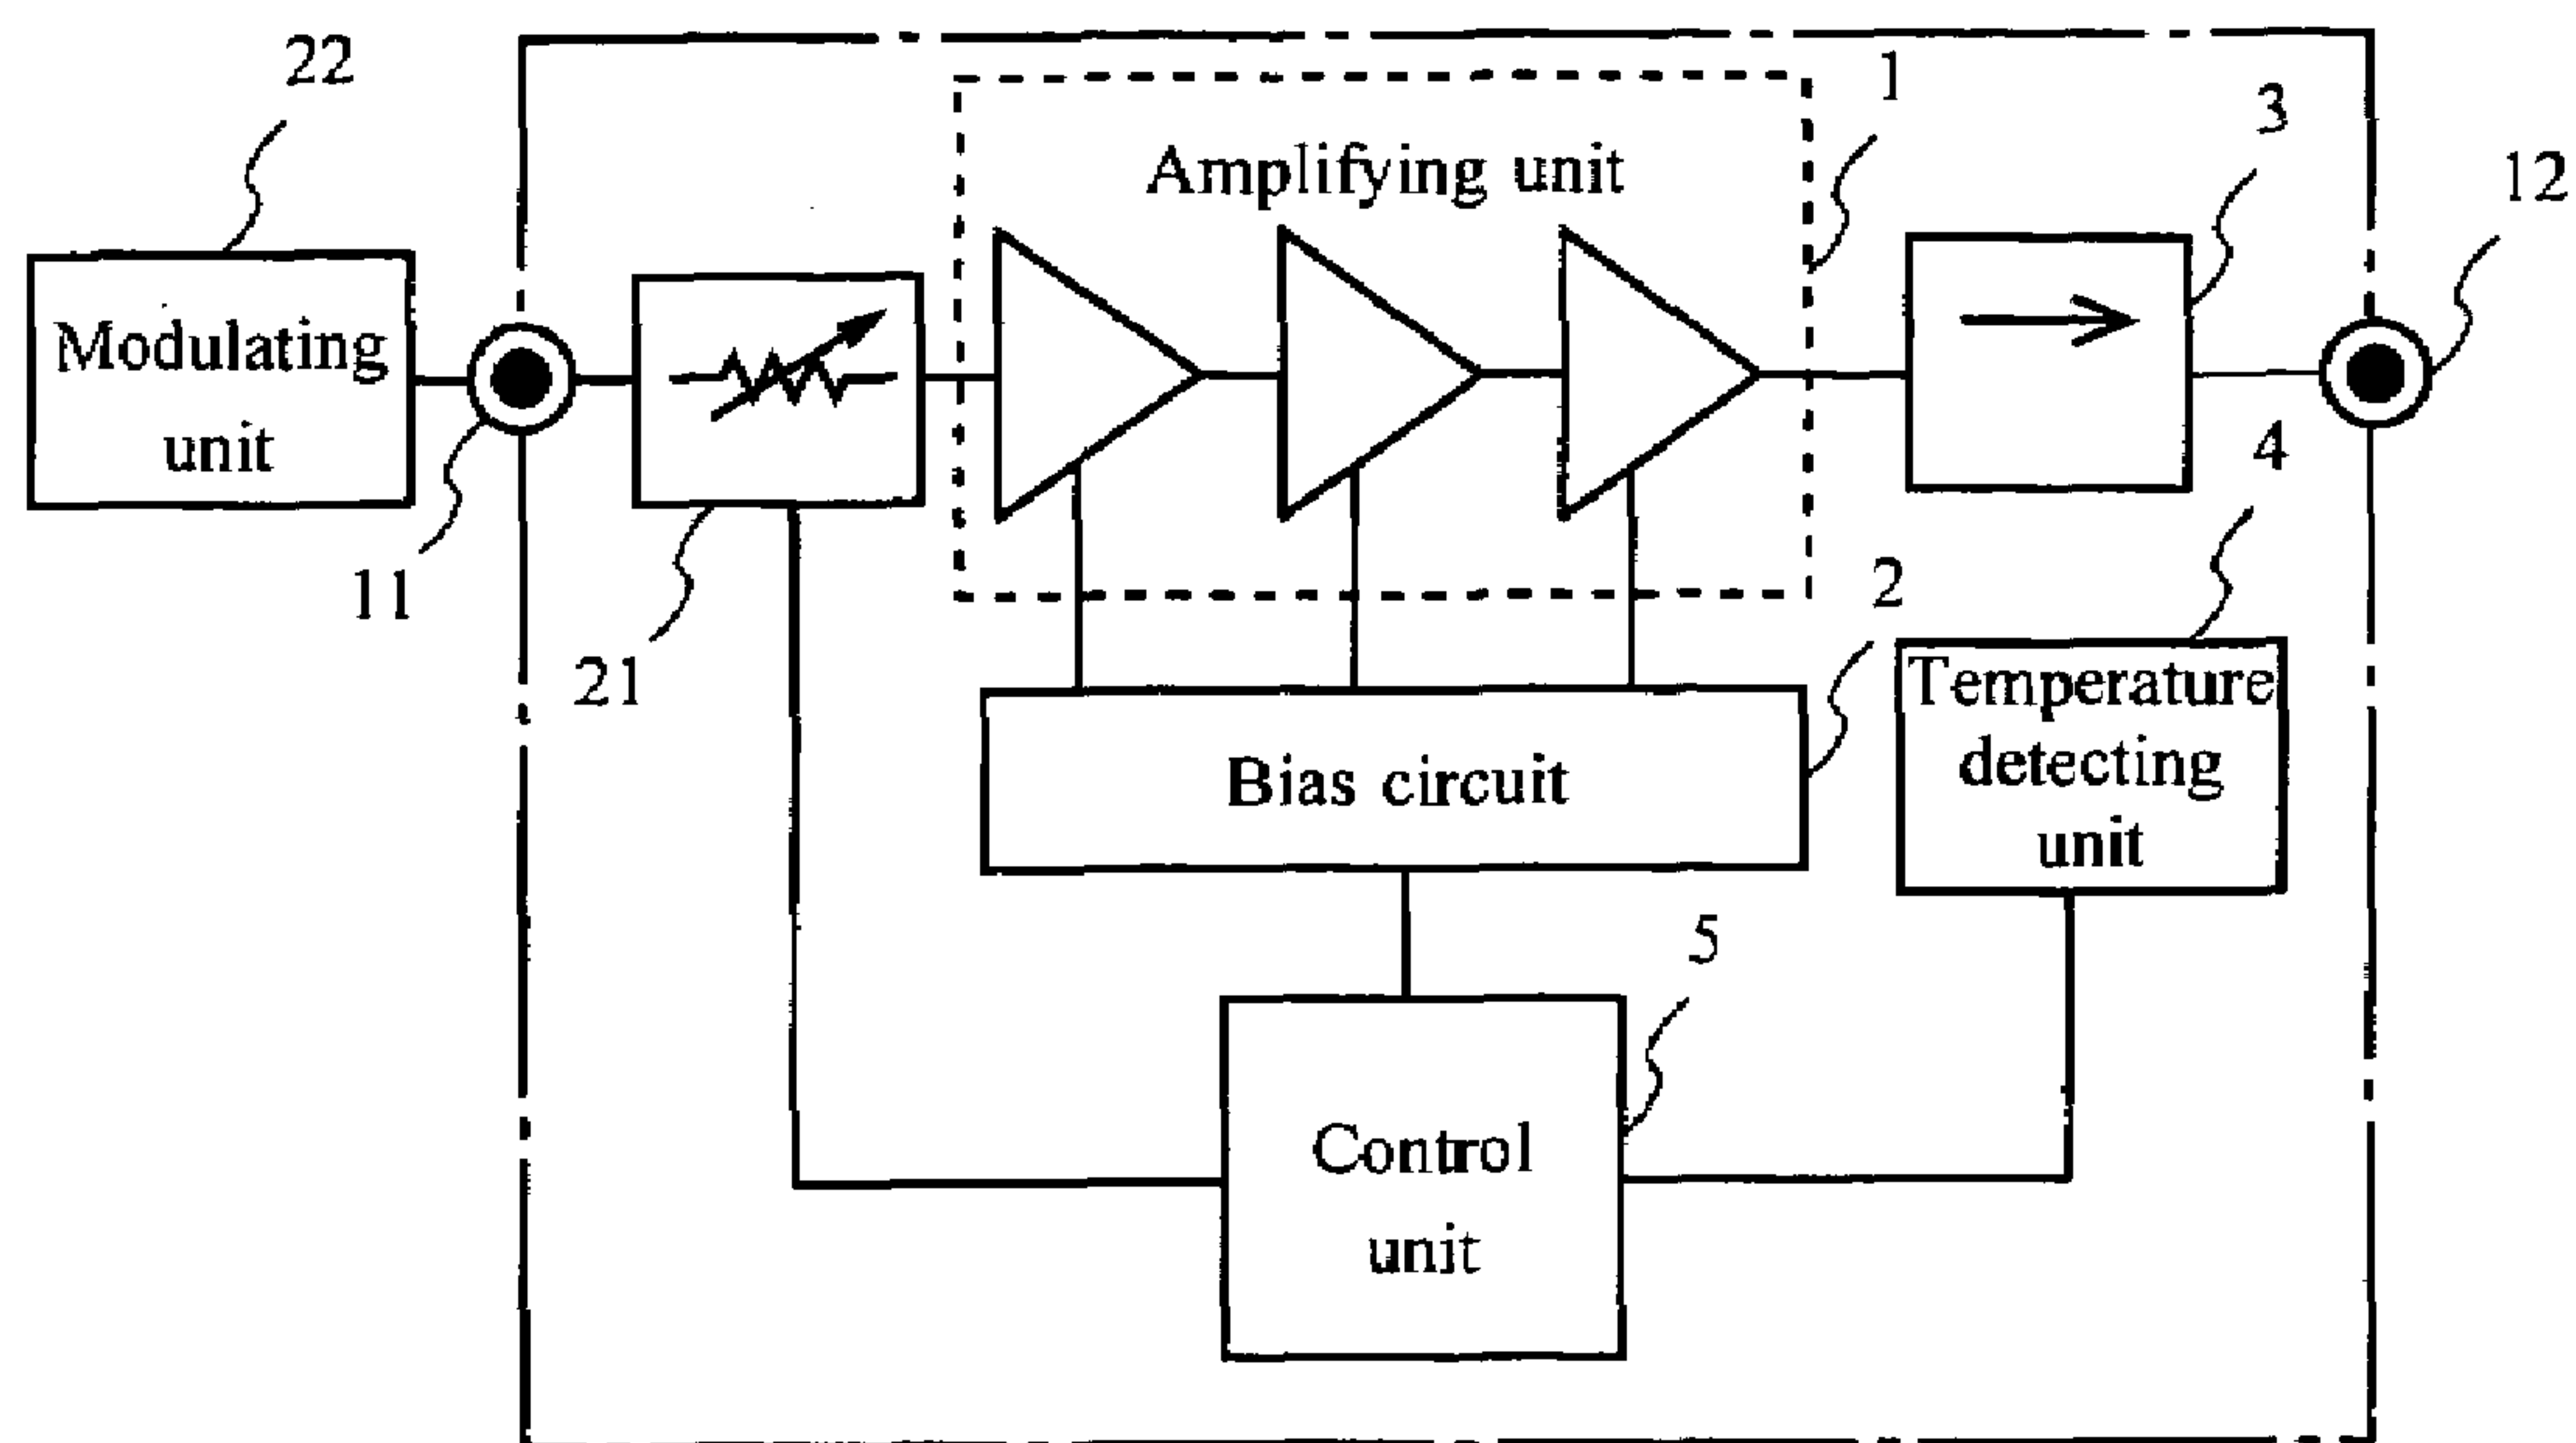 22
1
3
12
Amplifying unit
Modulating
unit
11
21
4
2
Temperature
detecting
unit
Bias circuit
5
Control
unit